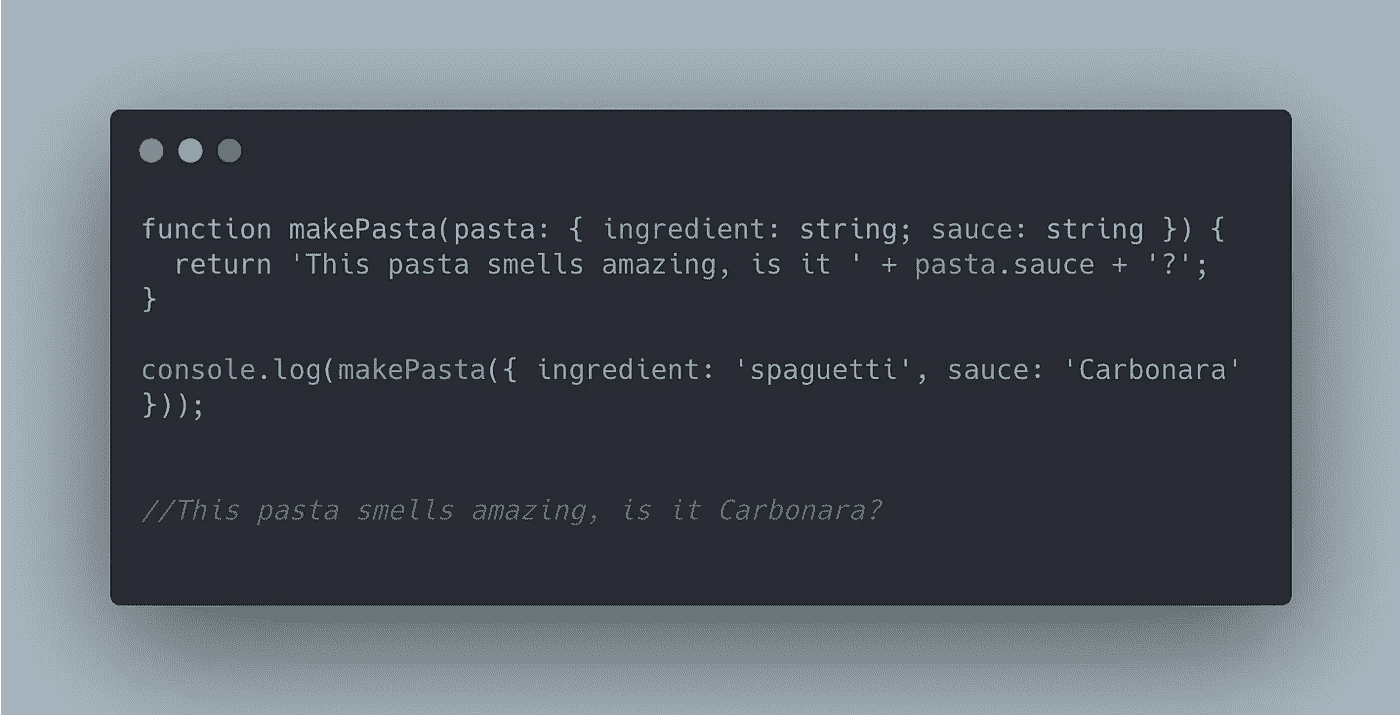 function makePasta(pasta: { ingredient: string; sauce: string }) {
  return 'This pasta smells amazing, is it ' + pasta.sauce + '?';
}
console.log(makePasta({ ingredient: 'spaguetti', sauce: 'Carbonara'
}));
//This pasta smells amazing, is it Carbonara?